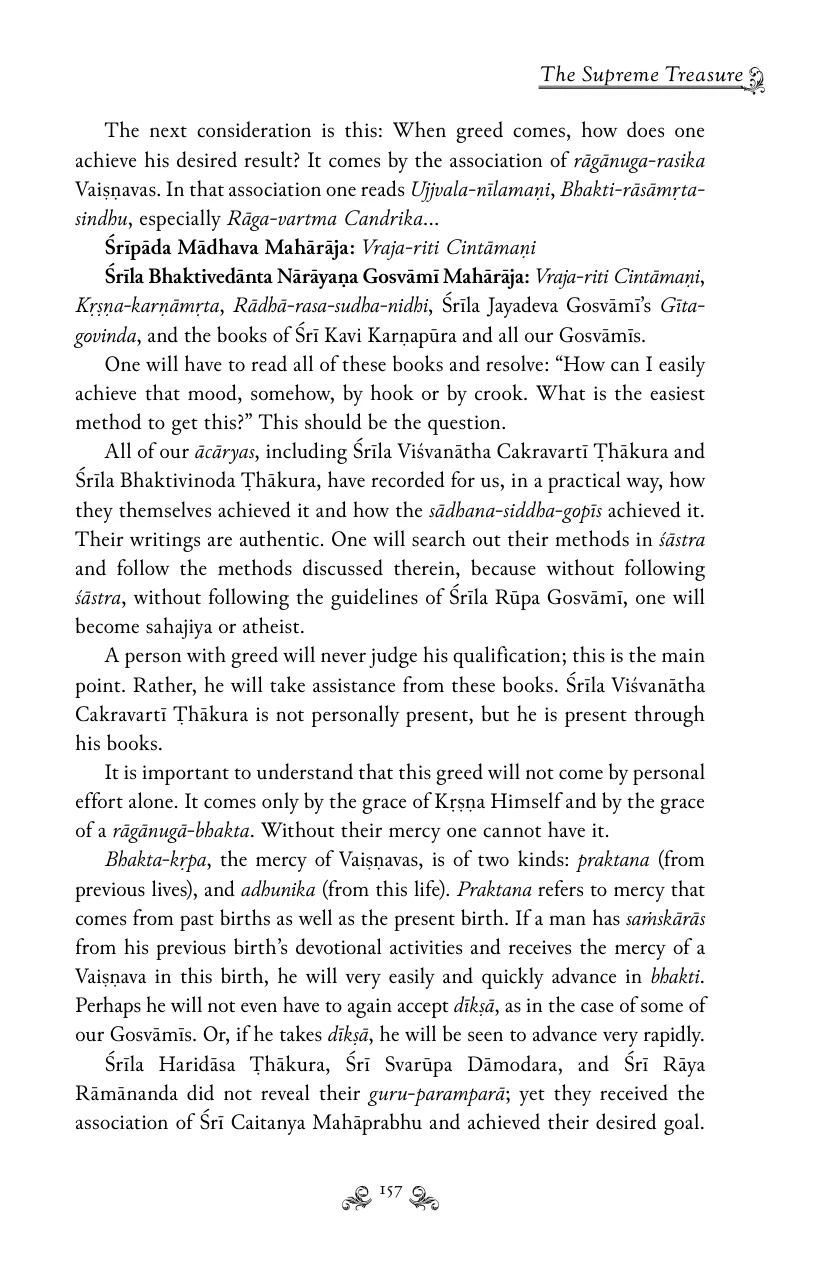 The Supreme Treasure
The next consideration is this: When greed comes, how does one
achieve his desired result? It comes by the association of rāgānuga-rasika
Vaiṣṇavas. In that association one reads Ujjvala-nīlamaṇi, Bhakti-rāsāmṛta-
sindhu, especially Rāga-vartma Candrika...
Śrīpāda Mādhava Mahārāja: Vraja-riti Cintāmaṇi
Śrīla Bhaktivedānta Nārāyaṇa Gosvāmī Mahārāja: Vraja-riti Cintāmaṇi,
Kṛṣṇa-karṇāmṛta, Rādhā-rasa-sudha-nidhi, Śrīla Jayadeva Gosvāmī’s Gīta-
govinda, and the books of Śrī Kavi Karṇapūra and all our Gosvāmīs.
One will have to read all of these books and resolve: “How can I easily
achieve that mood, somehow, by hook or by crook. What is the easiest
method to get this?” This should be the question.
All of our ācāryas, including Śrīla Viśvanātha Cakravartī Ṭhākura and
Śrīla Bhaktivinoda Ṭhākura, have recorded for us, in a practical way, how
they themselves achieved it and how the sādhana-siddha-gopīs achieved it.
Their writings are authentic. One will search out their methods in śāstra
and follow the methods discussed therein, because without following
śāstra, without following the guidelines of Śrīla Rūpa Gosvāmī, one will
become sahajiya or atheist.
A person with greed will never judge his qualification; this is the main
point. Rather, he will take assistance from these books. Śrīla Viśvanātha
Cakravartī Ṭhākura is not personally present, but he is present through
his books.
It is important to understand that this greed will not come by personal
effort alone. It comes only by the grace of Kṛṣṇa Himself and by the grace
of a rāgānugā-bhakta. Without their mercy one cannot have it.
Bhakta-kṛpa, the mercy of Vaiṣṇavas, is of two kinds: praktana (from
previous lives), and adhunika (from this life). Praktana refers to mercy that
comes from past births as well as the present birth. If a man has saṁskārās
from his previous birth’s devotional activities and receives the mercy of a
Vaiṣṇava in this birth, he will very easily and quickly advance in bhakti.
Perhaps he will not even have to again accept dīkṣā, as in the case of some of
our Gosvāmīs. Or, if he takes dīkṣā, he will be seen to advance very rapidly.
Śrīla Haridāsa Ṭhākura, Śrī Svarūpa Dāmodara, and Śrī Rāya
Rāmānanda did not reveal their guru-paramparā; yet they received the
association of Śrī Caitanya Mahāprabhu and achieved their desired goal.
157